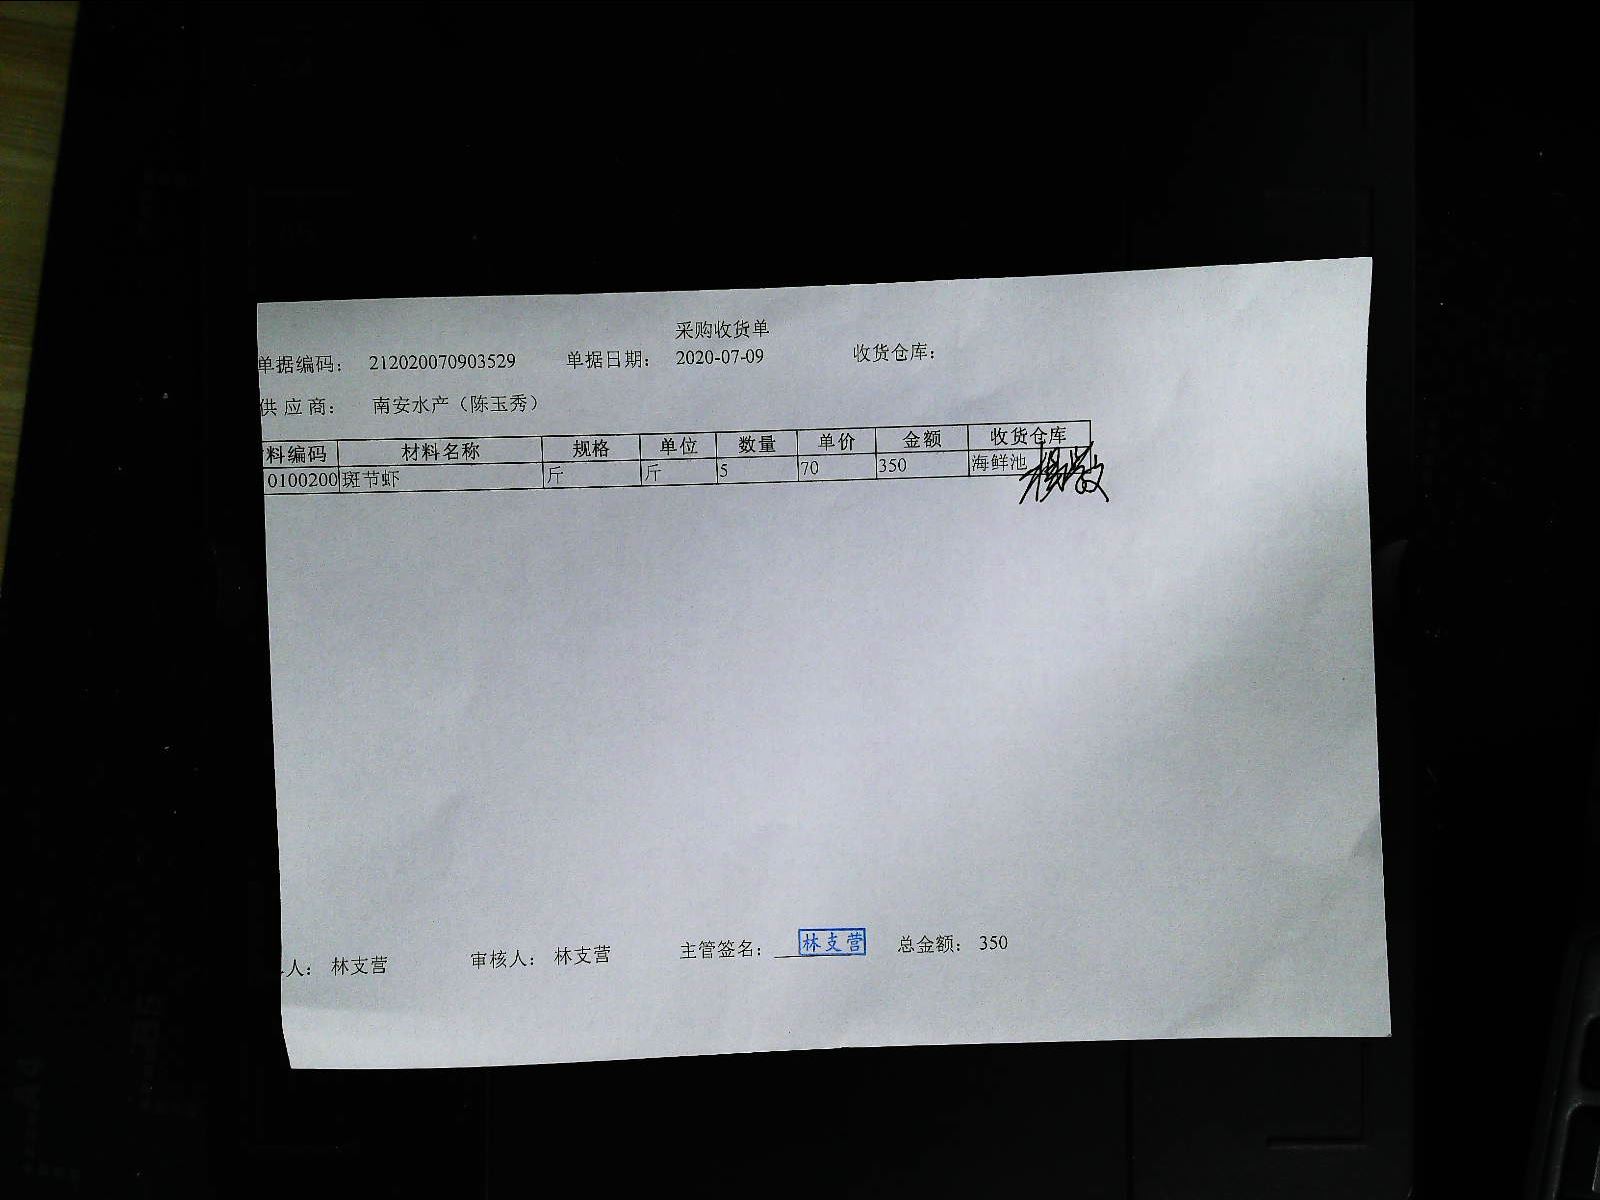 采购收货单
单据编码： 212020070903529 单据日期： 2020-07-09 收货仓库：
供 应 商： 南安水产（陈玉秀）
料编码 材料名称 规格 单位 数量 单价 金额 收货仓库
0100200 斑节虾 斤 斤 5 70 350 海鲜池
人： 林支营 审核人： 林支营 主管签名： 林支营 总金额： 350